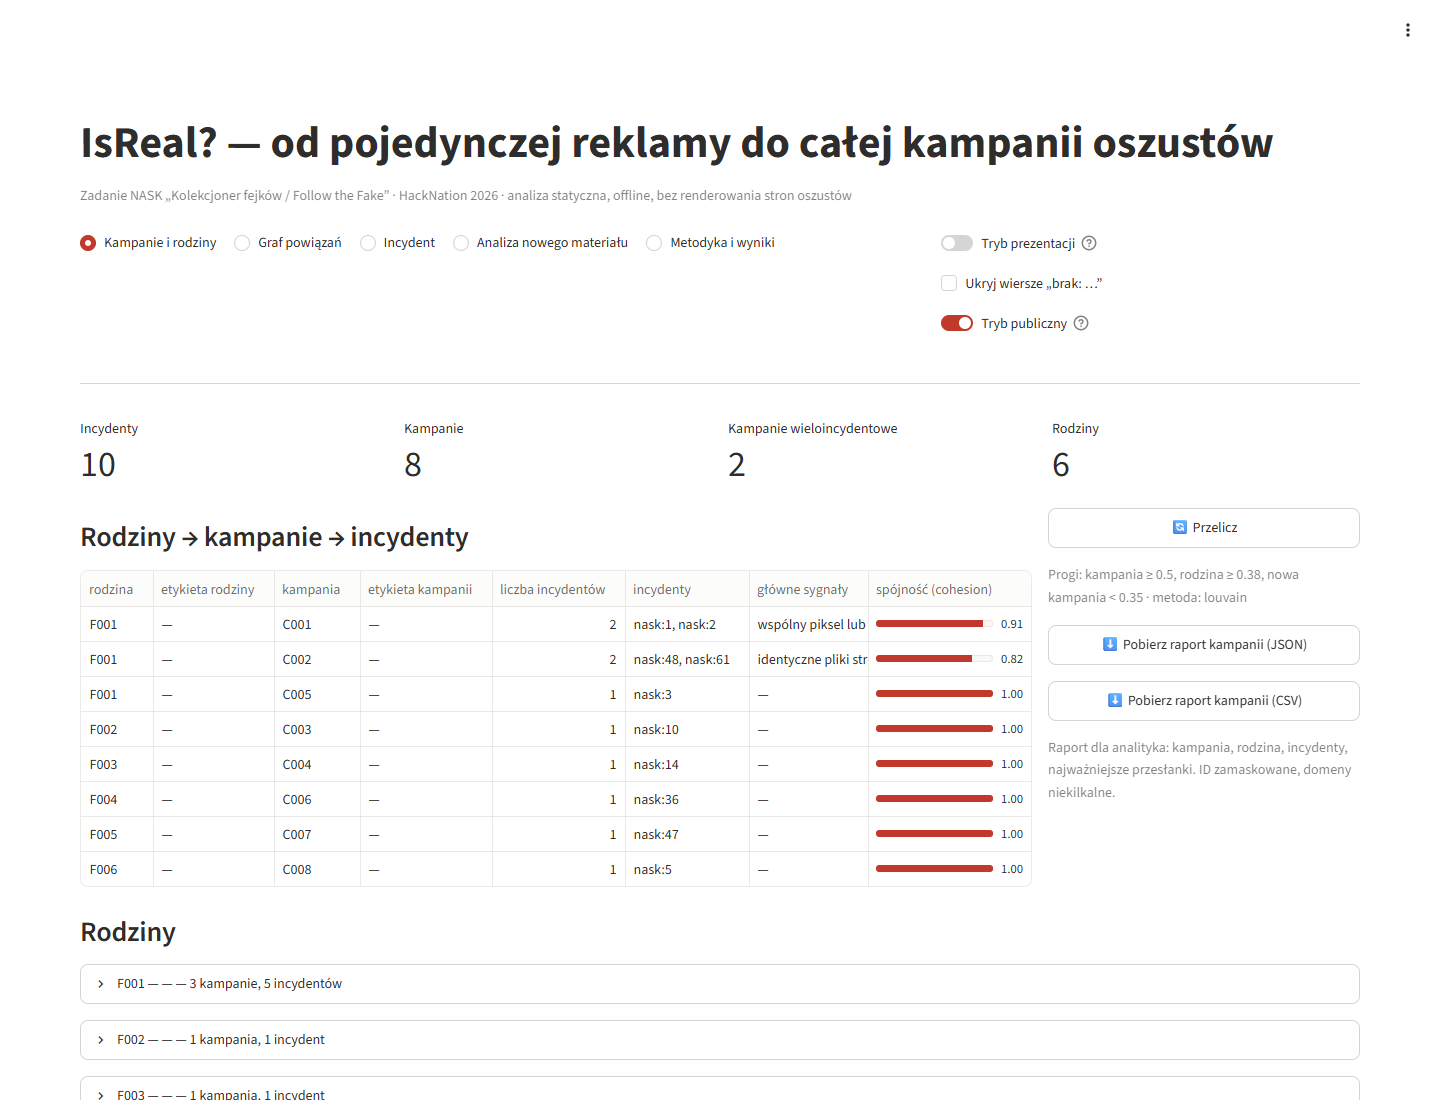 IsReal? — od pojedynczej reklamy do całej kampanii oszustów
Zadanie NASK „Kolekcjoner fejków / Follow the Fake” · HackNation 2026 · analiza statyczna, offline, bez renderowania stron oszustów
Kampanie i rodziny Graf powiązań Incydent Analiza nowego materiału Metodyka i wyniki
Tryb prezentacji ?
Ukryj wiersze „brak: …”
Tryb publiczny ?
Incydenty Kampanie Kampanie wieloincydentowe Rodziny
10 8 2 6
Rodziny → kampanie → incydenty
rodzina etykieta rodziny kampania etykieta kampanii liczba incydentów incydenty główne sygnały spójność (cohesion)
F001 — C001 — 2 nask:1, nask:2 wspólny piksel lub 0.91
F001 — C002 — 2 nask:48, nask:61 identyczne pliki str 0.82
F001 — C005 — 1 nask:3 — 1.00
F002 — C003 — 1 nask:10 — 1.00
F003 — C004 — 1 nask:14 — 1.00
F004 — C006 — 1 nask:36 — 1.00
F005 — C007 — 1 nask:47 — 1.00
F006 — C008 — 1 nask:5 — 1.00
Przelicz
Progi: kampania ≥ 0.5, rodzina ≥ 0.38, nowa
kampania < 0.35 · metoda: louvain
Pobierz raport kampanii (JSON)
Pobierz raport kampanii (CSV)
Raport dla analityka: kampania, rodzina, incydenty,
najważniejsze przesłanki. ID zamaskowane, domeny
niekilkalne.
Rodziny
F001 — — — 3 kampanie, 5 incydentów
F002 — — — 1 kampania, 1 incydent
F003 — — — 1 kampania, 1 incydent